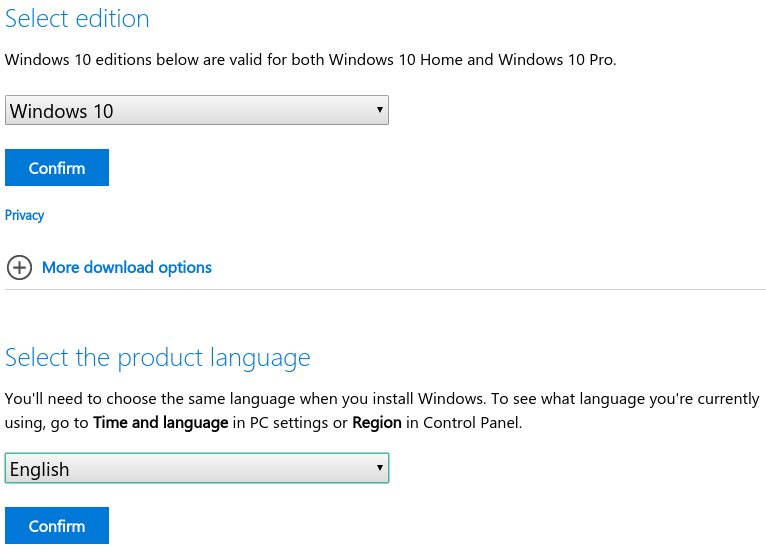 Select edition
Windows 10 editions below are valid for both Windows 10 Home and Windows 10 Pro.
Windows 10
Confirm
Privacy
More download options
Select the product language
You'll need to choose the same language when you install Windows. To see what language you're currently
using, go to Time and language in PC settings or Region in Control Panel.
English
Confirm